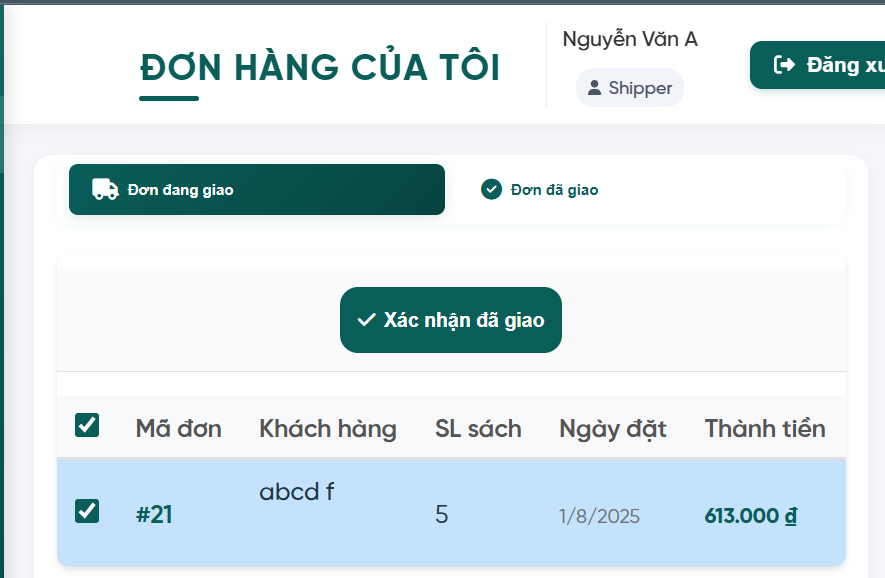 ĐƠN HÀNG CỦA TÔI
Nguyễn Văn A
Shipper
Đăng xu
Đơn đang giao
Đơn đã giao
Xác nhận đã giao
Mã đơn Khách hàng SL sách Ngày đặt Thành tiền
#21 abcd f 5 1/8/2025 613.000 ₫